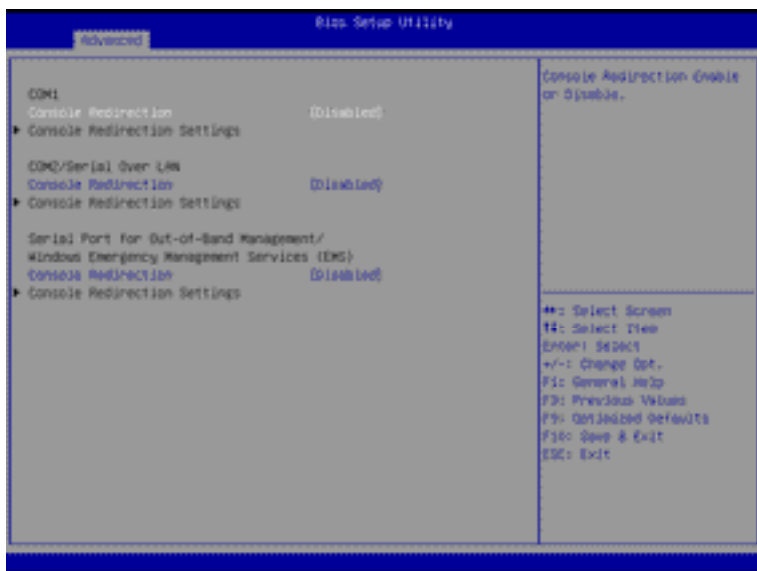 Bios Setup Utility
Advanced
COM1
Console Redirection [Disabled]
Console Redirection Settings
COM2/Serial Over LAN
Console Redirection [Disabled]
Console Redirection Settings
Serial Port for Out-of-Band Management/
Windows Emergency Management Services (EMS)
Console Redirection [Disabled]
Console Redirection Settings
Console Redirection Enable
or Disable.
: Select Screen
↑↓: Select Item
Enter: Select
+/-: Change Opt.
F1: General Help
F3: Previous Values
F9: Optimized Defaults
F10: Save & Exit
ESC: Exit